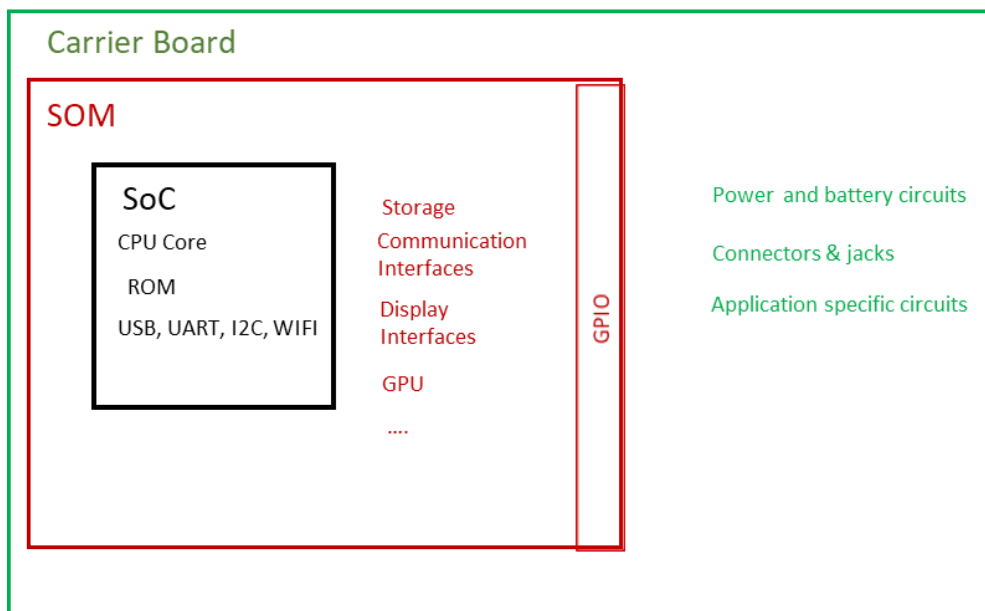 Carrier Board
SOM
SoC
CPU Core
ROM
USB, UART, I2C, WIFI
Storage
Communication
Interfaces
Display
Interfaces
GPU
....
GPIO
Power and battery circuits
Connectors & jacks
Application specific circuits